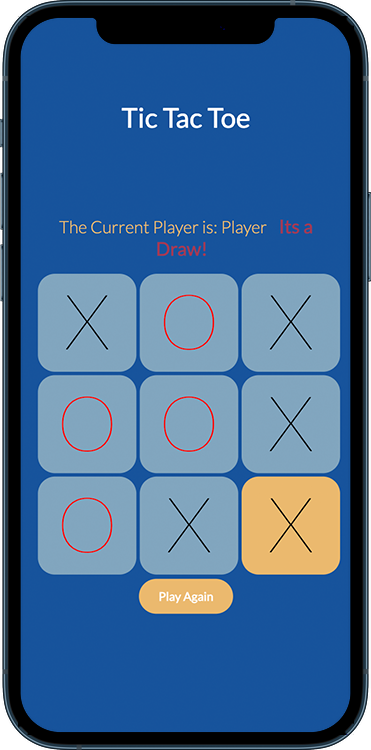 Tic Tac Toe
The Current Player is: Player Its a
Draw!
X O X
O O X
O X X
Play Again